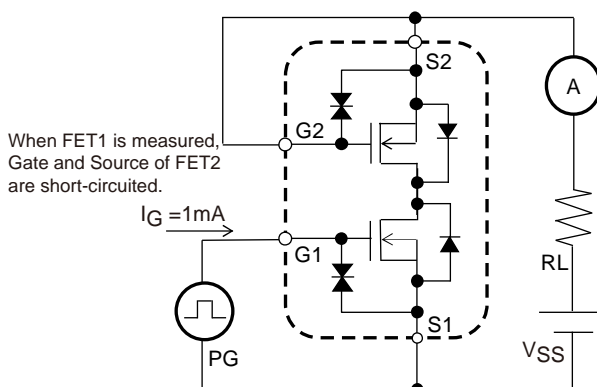 S2
A
G2
When FET1 is measured,
Gate and Source of FET2
are short-circuited.
IG =1mA
G1
RL
S1
VSS
PG